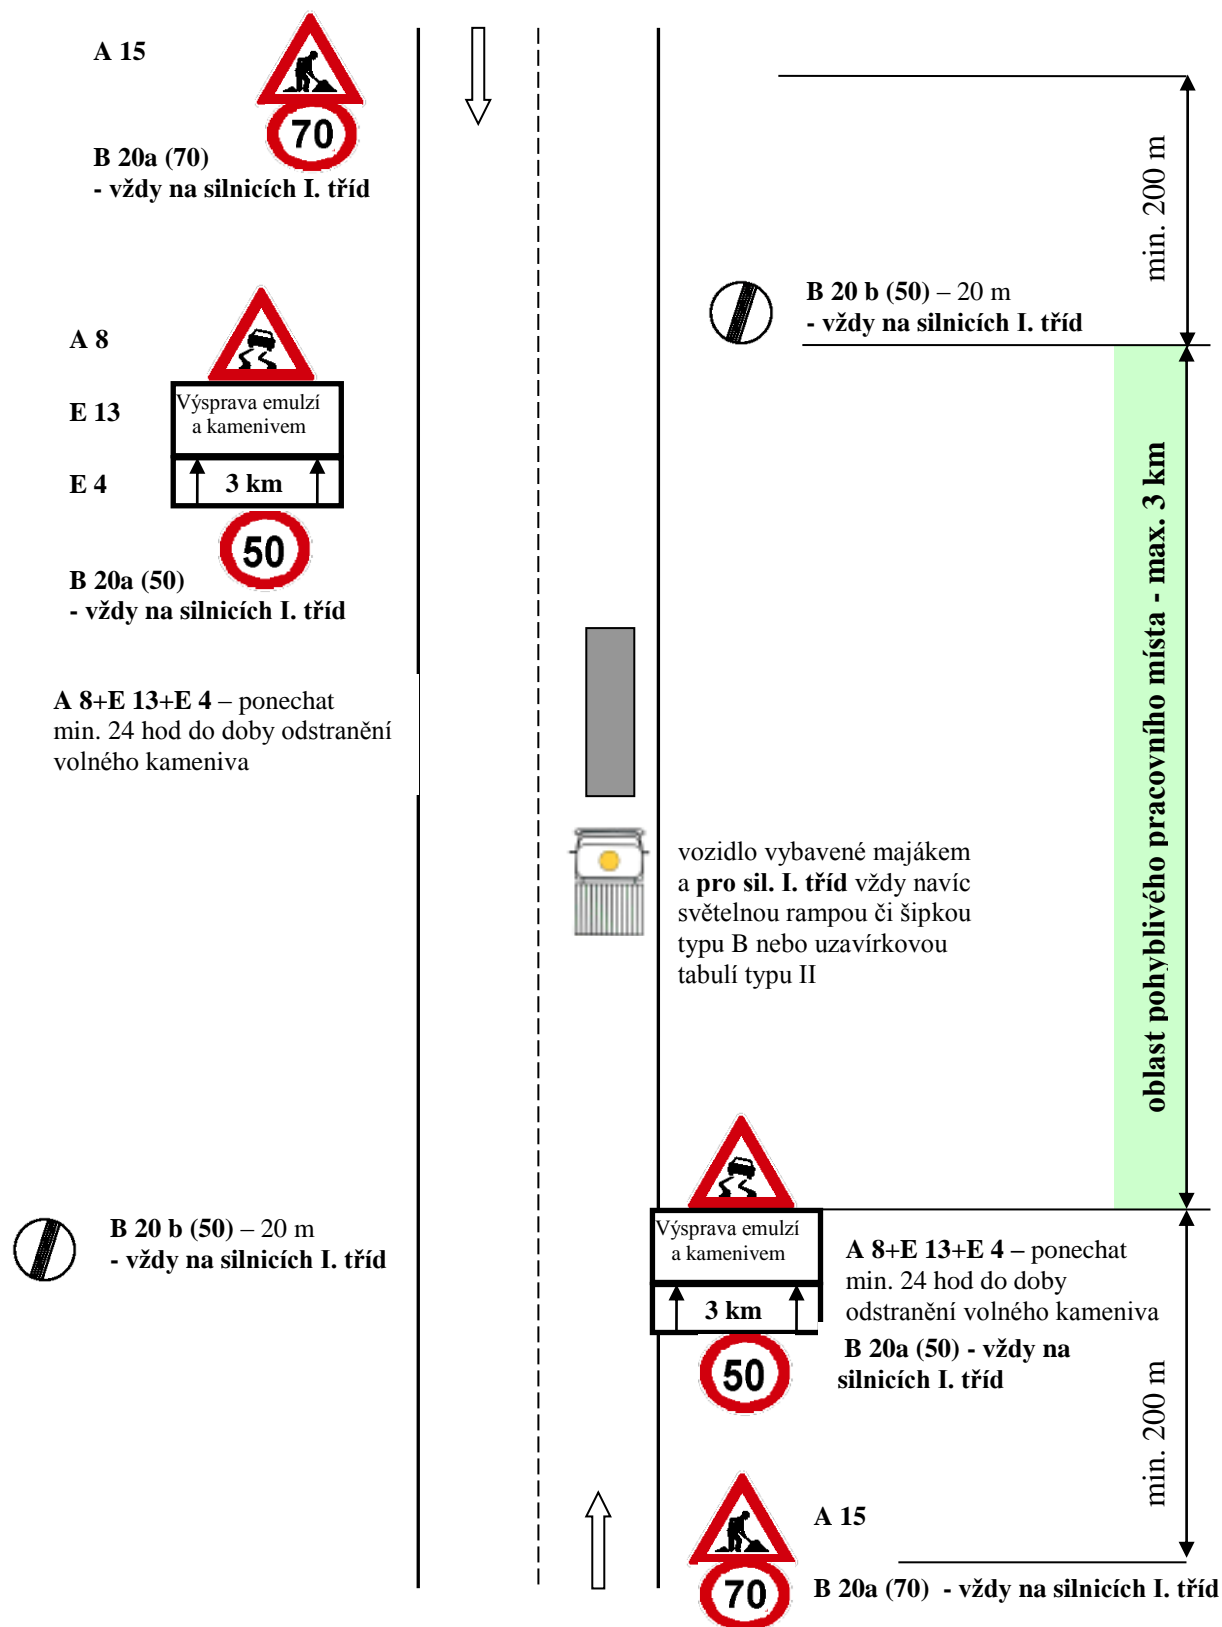 A 15
70
B 20a (70)
- vždy na silnicích I. tříd
min. 200 m
B 20 b (50) – 20 m
- vždy na silnicích I. tříd
A 8
E 13
Výsprava emulzí
a kamenivem
E 4
3 km
50
B 20a (50)
- vždy na silnicích I. tříd
A 8+E 13+E 4 – ponechat
min. 24 hod do doby odstranění
volného kameniva
oblast pohyblivého pracovního místa - max. 3 km
vozidlo vybavené majákem
a pro sil. I. tříd vždy navíc
světelnou rampou či šipkou
typu B nebo uzavírkovou
tabulí typu II
B 20 b (50) – 20 m
- vždy na silnicích I. tříd
Výsprava emulzí
a kamenivem
3 km
50
A 8+E 13+E 4 – ponechat
min. 24 hod do doby
odstranění volného kameniva
B 20a (50) - vždy na
silnicích I. tříd
min. 200 m
A 15
70
B 20a (70) - vždy na silnicích I. tříd